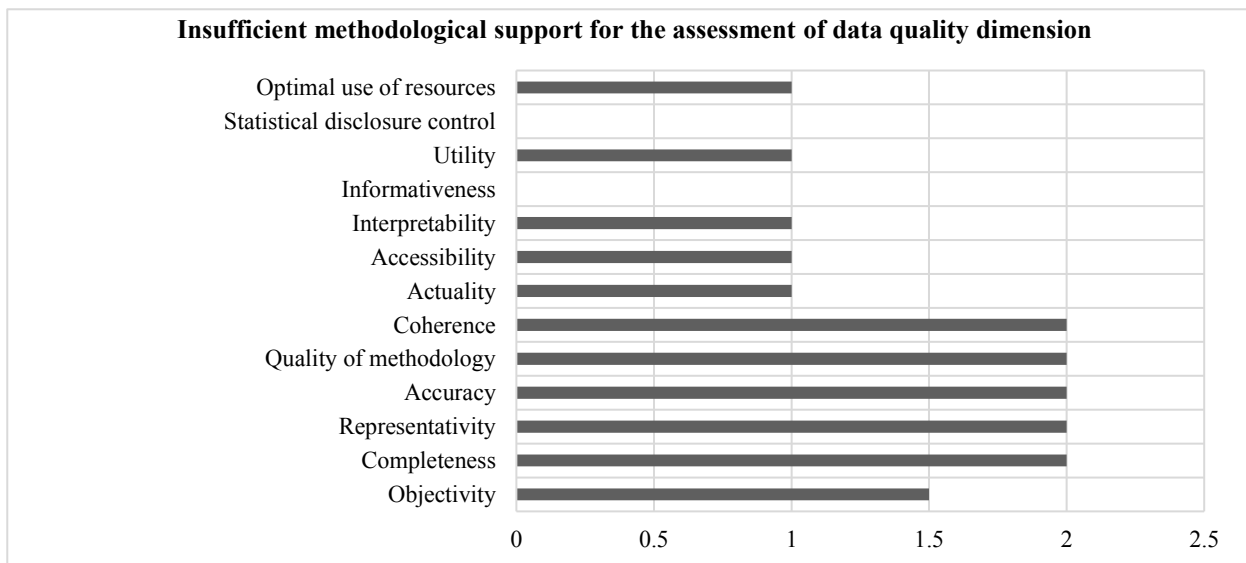 Insufficient methodological support for the assessment of data quality dimension
Optimal use of resources
Statistical disclosure control
Utility
Informativeness
Interpretability
Accessibility
Actuality
Coherence
Quality of methodology
Accuracy
Representativity
Completeness
Objectivity
0 0.5 1 1.5 2 2.5